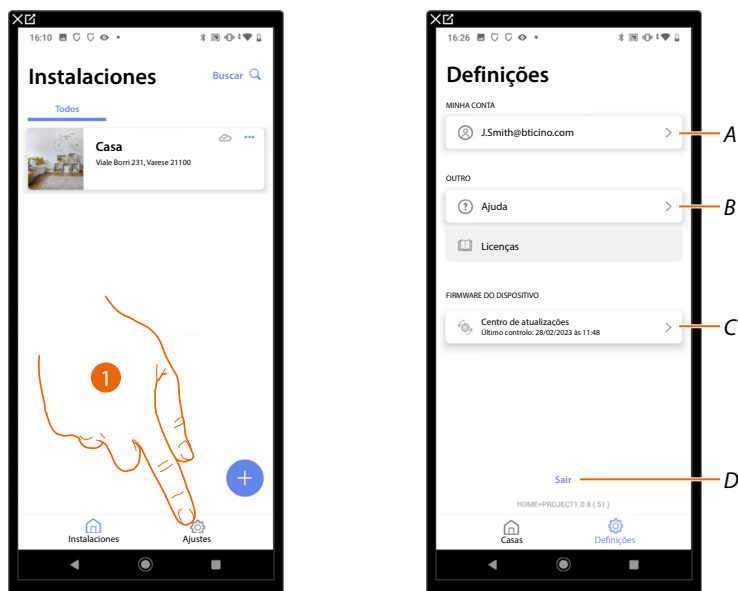 16:10
Instalaciones
Buscar
Todos
Casa
Viale Borri 231, Varese 21100
1
+
Instalaciones
Ajustes
16:26
Definições
MINHA CONTA
J.Smith@bticino.com
A
OUTRO
? Ajuda
B
Licenças
FIRMWARE DO DISPOSITIVO
Centro de atualizações
Último controlo: 28/02/2023 às 11:48
C
Sair
D
HOME+PROJECT1.0.8 ( 51 )
Casas
Definições